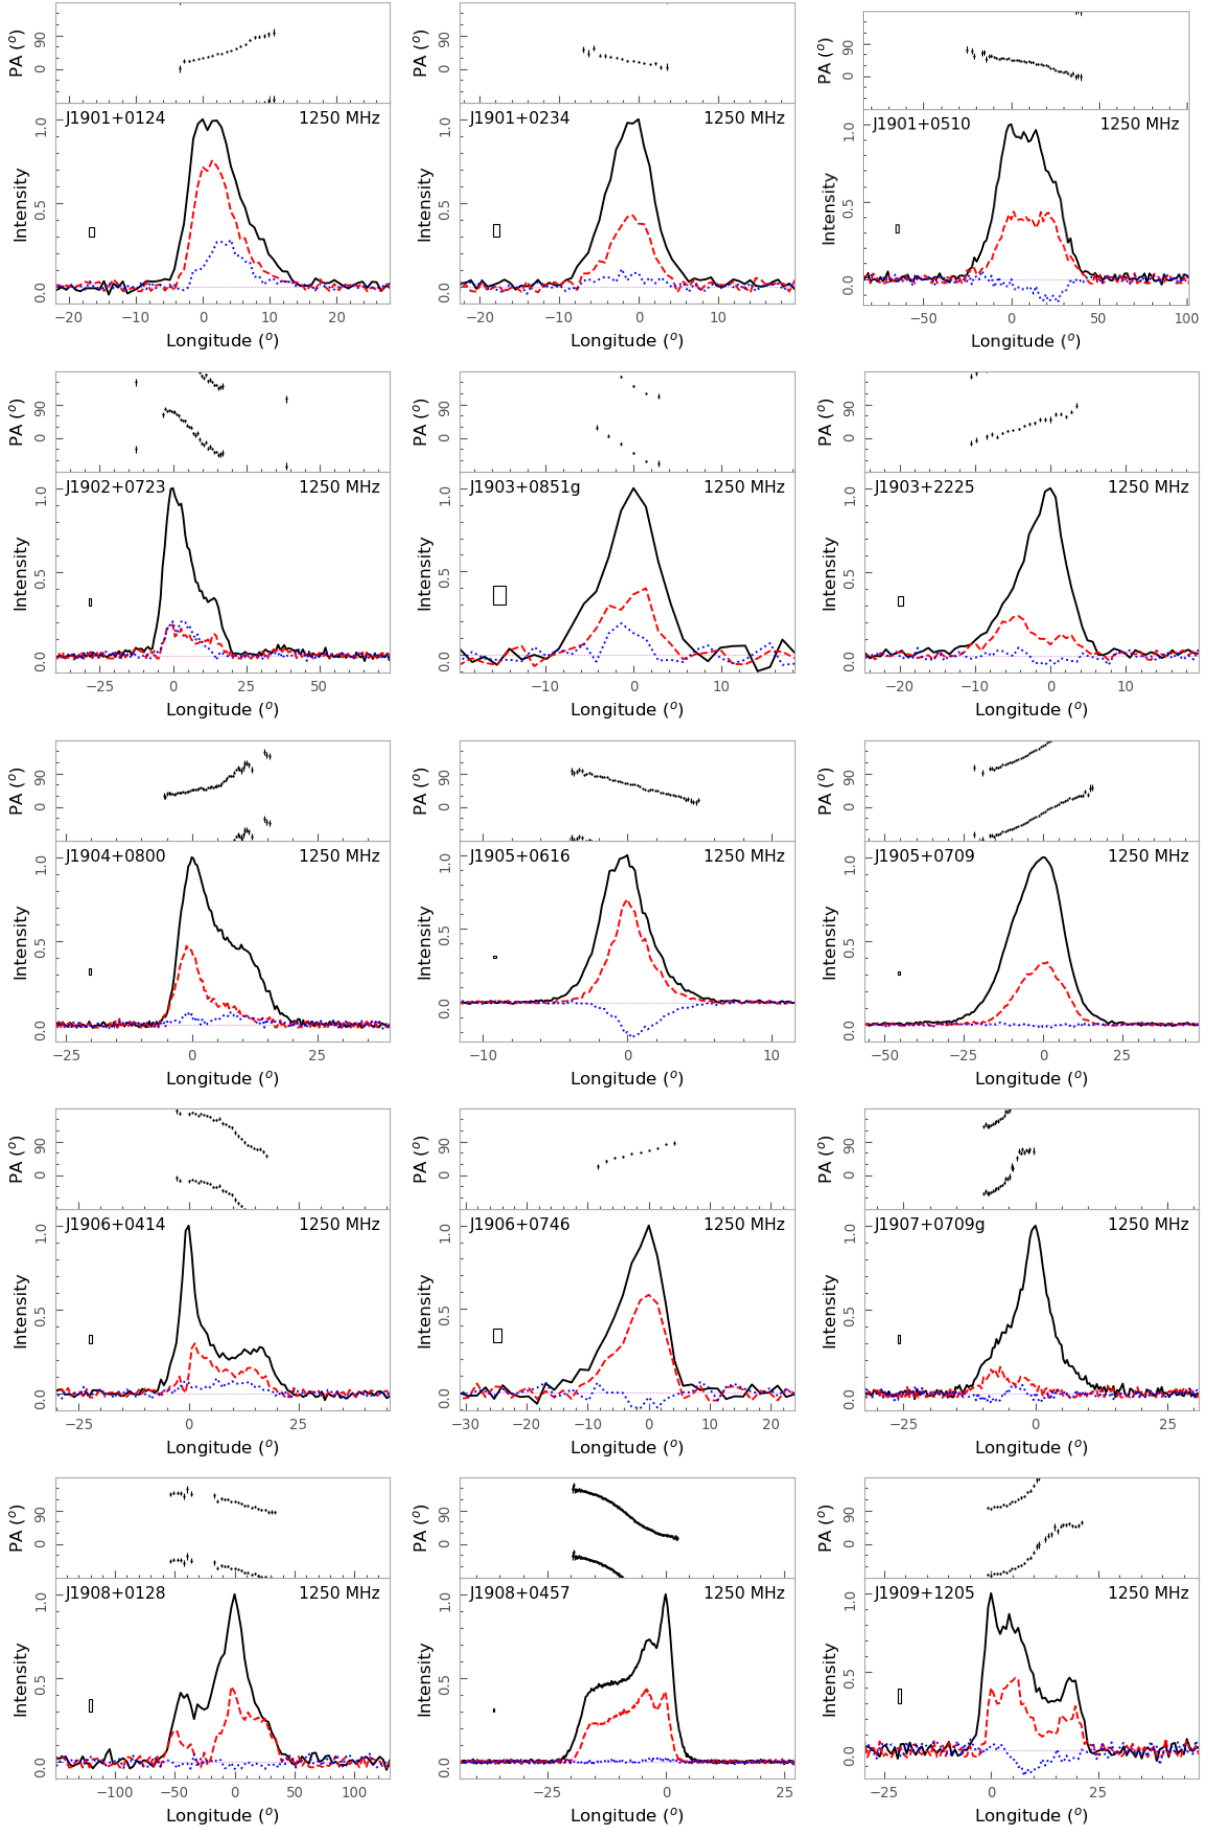 PA (°) 90 0
J1901+0124 1250 MHz
Intensity 1.0 0.5 0.0
−20 −10 0 10 20
Longitude (°)
PA (°) 90 0
J1901+0234 1250 MHz
Intensity 1.0 0.5 0.0
−20 −10 0 10
Longitude (°)
PA (°) 90 0
J1901+0510 1250 MHz
Intensity 1.0 0.5 0.0
−50 0 50 100
Longitude (°)
PA (°) 90 0
J1902+0723 1250 MHz
Intensity 1.0 0.5 0.0
−25 0 25 50
Longitude (°)
PA (°) 90 0
J1903+0851g 1250 MHz
Intensity 1.0 0.5 0.0
−10 0 10
Longitude (°)
PA (°) 90 0
J1903+2225 1250 MHz
Intensity 1.0 0.5 0.0
−20 −10 0 10
Longitude (°)
PA (°) 90 0
J1904+0800 1250 MHz
Intensity 1.0 0.5 0.0
−25 0 25
Longitude (°)
PA (°) 90 0
J1905+0616 1250 MHz
Intensity 1.0 0.5 0.0
−10 0 10
Longitude (°)
PA (°) 90 0
J1905+0709 1250 MHz
Intensity 1.0 0.5 0.0
−50 −25 0 25
Longitude (°)
PA (°) 90 0
J1906+0414 1250 MHz
Intensity 1.0 0.5 0.0
−25 0 25
Longitude (°)
PA (°) 90 0
J1906+0746 1250 MHz
Intensity 1.0 0.5 0.0
−30 −20 −10 0 10 20
Longitude (°)
PA (°) 90 0
J1907+0709g 1250 MHz
Intensity 1.0 0.5 0.0
−25 0 25
Longitude (°)
PA (°) 90 0
J1908+0128 1250 MHz
Intensity 1.0 0.5 0.0
−100 −50 0 50 100
Longitude (°)
PA (°) 90 0
J1908+0457 1250 MHz
Intensity 1.0 0.5 0.0
−25 0 25
Longitude (°)
PA (°) 90 0
J1909+1205 1250 MHz
Intensity 1.0 0.5 0.0
−25 0 25
Longitude (°)